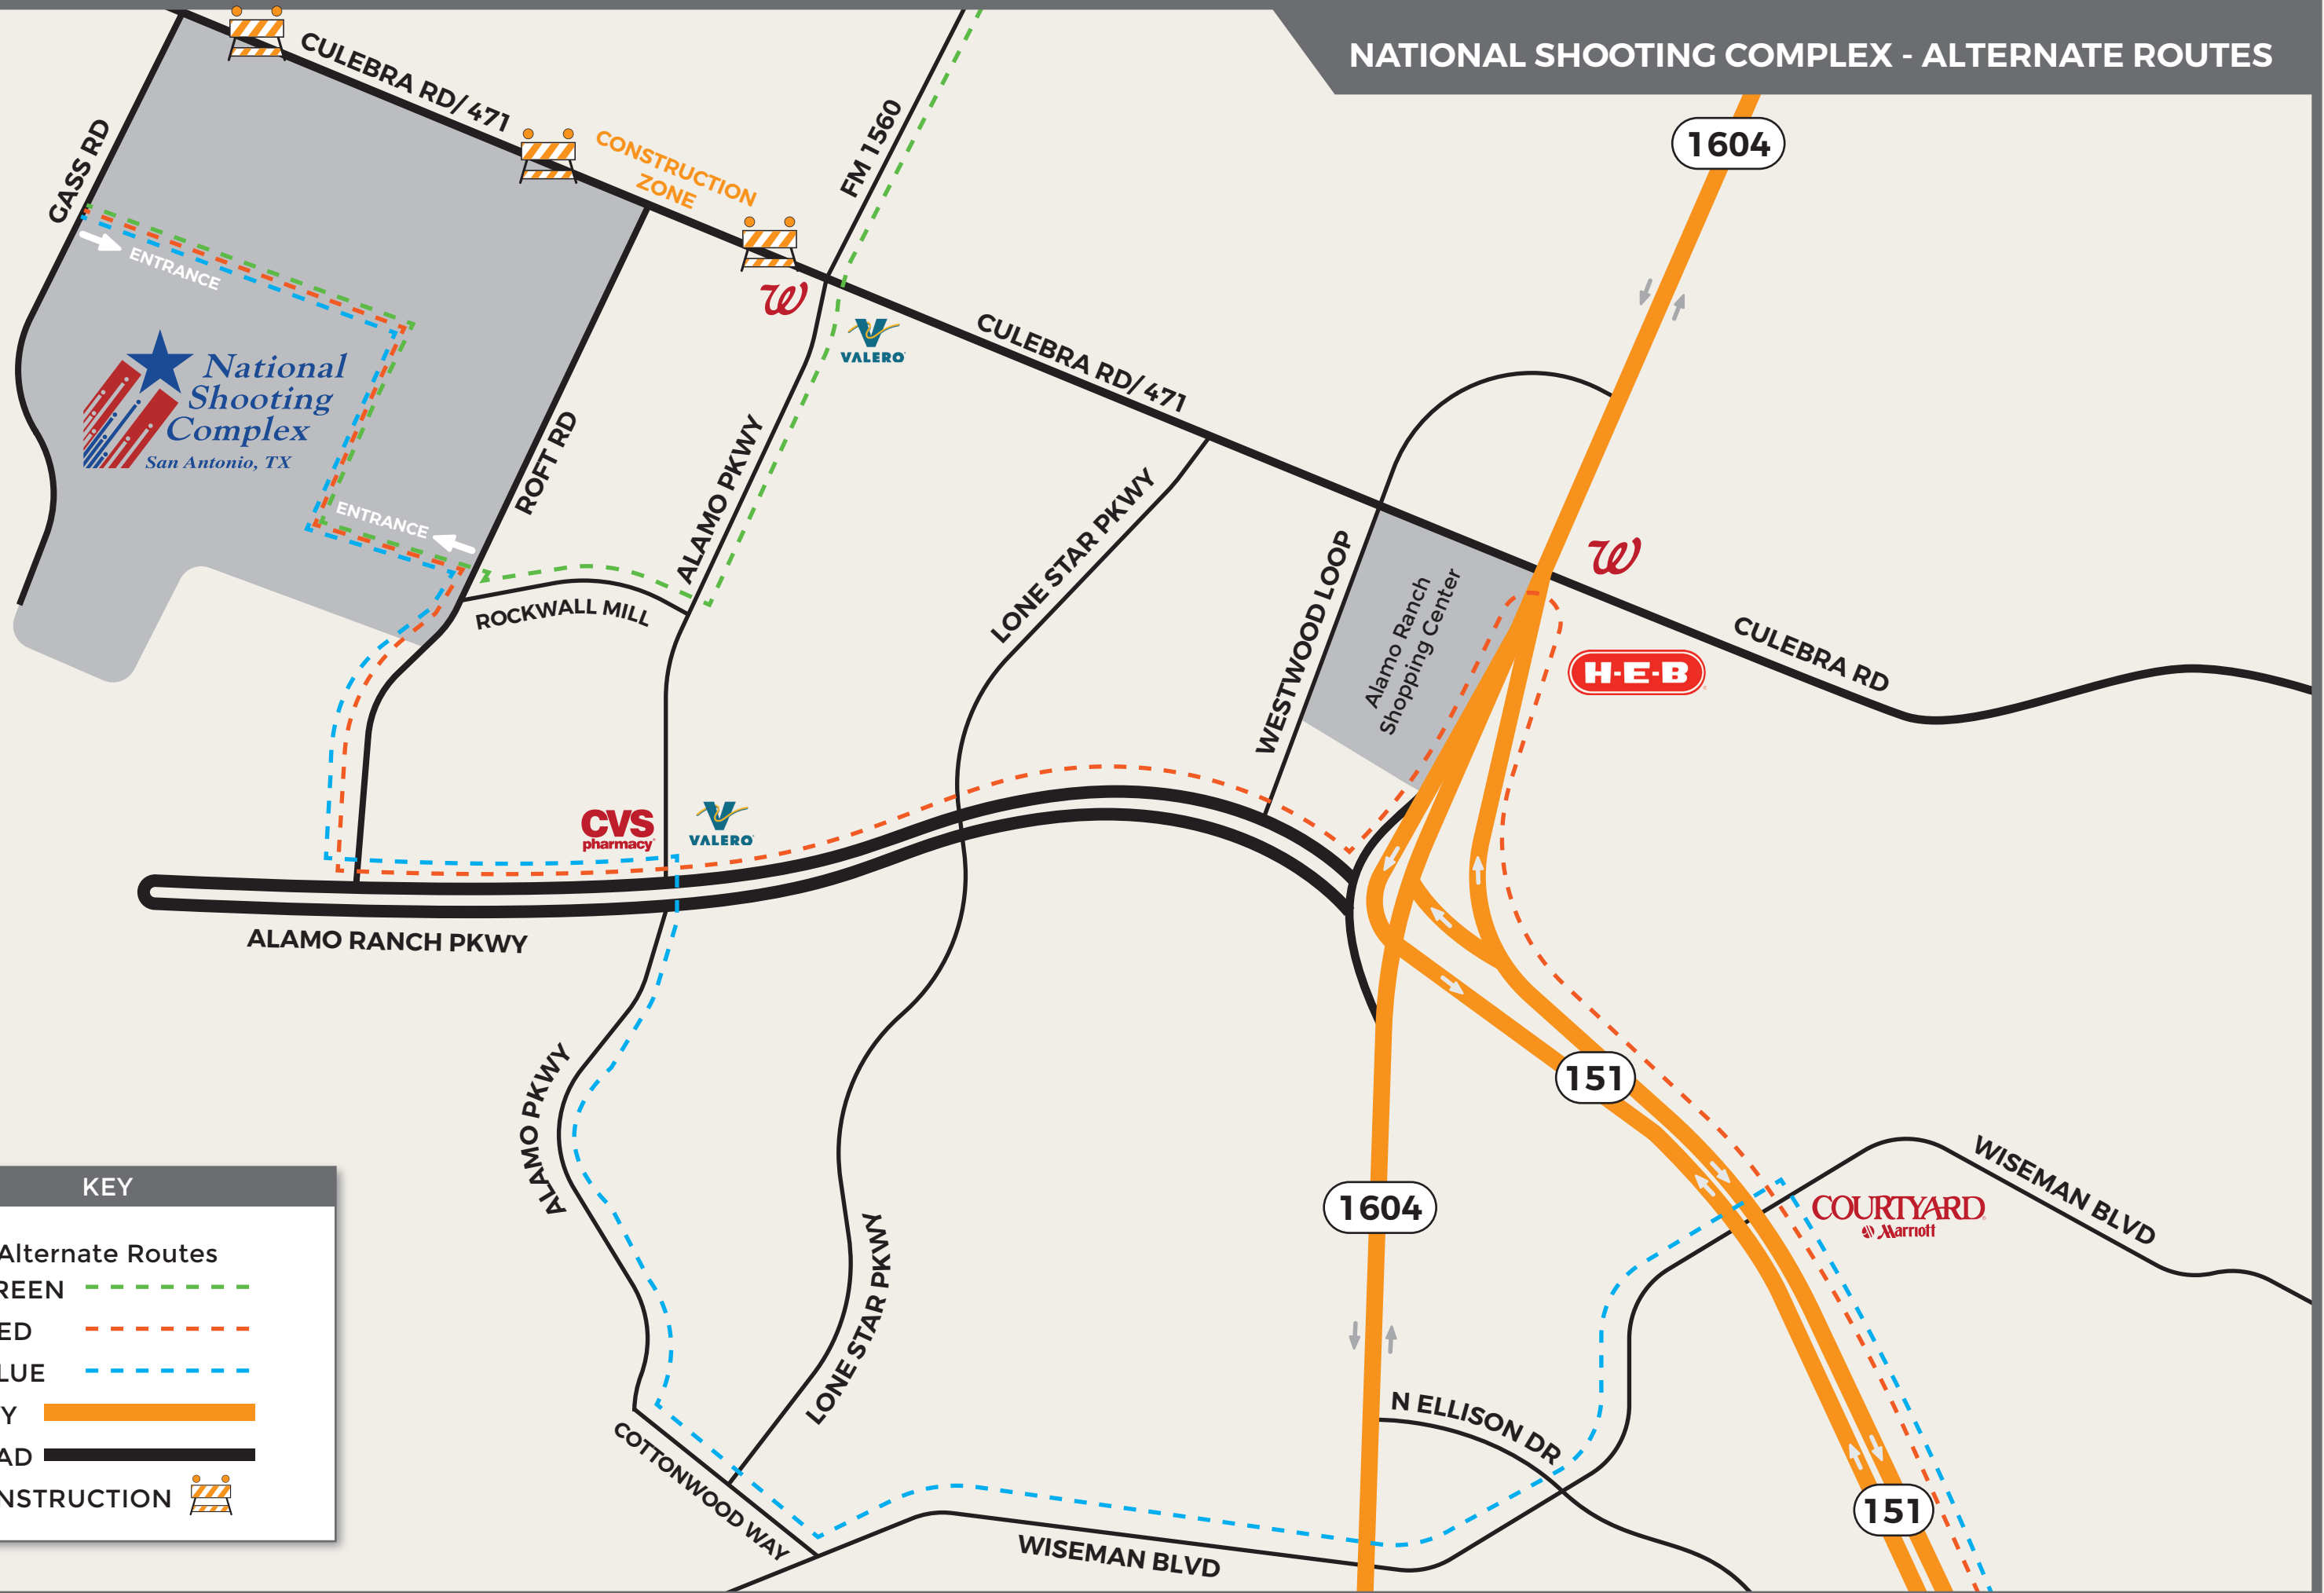 NATIONAL SHOOTING COMPLEX - ALTERNATE ROUTES
CULEBRA RD/471
GASS RD
CONSTRUCTION
ZONE
FM 1560
1604
ENTRANCE
W
VALERO
CULEBRA RD/471
National
Shooting
Complex
San Antonio, TX
ROFT RD
ALAMO PKWY
ENTRANCE
LONE STAR PKWY
WESTWOOD LOOP
Alamo Ranch
Shopping Center
W
H-E-B
CULEBRA RD
ROCKWALL MILL
CVS
pharmacy
VALERO
ALAMO RANCH PKWY
151
ALAMO PKWY
1604
WISEMAN BLVD
COURTYARD
Marriott
LONE STAR PKWY
N ELLISON DR
COTTONWOOD WAY
WISEMAN BLVD
151
KEY
Alternate Routes
REEN
ED
LUE
Y
AD
NSTRUCTION